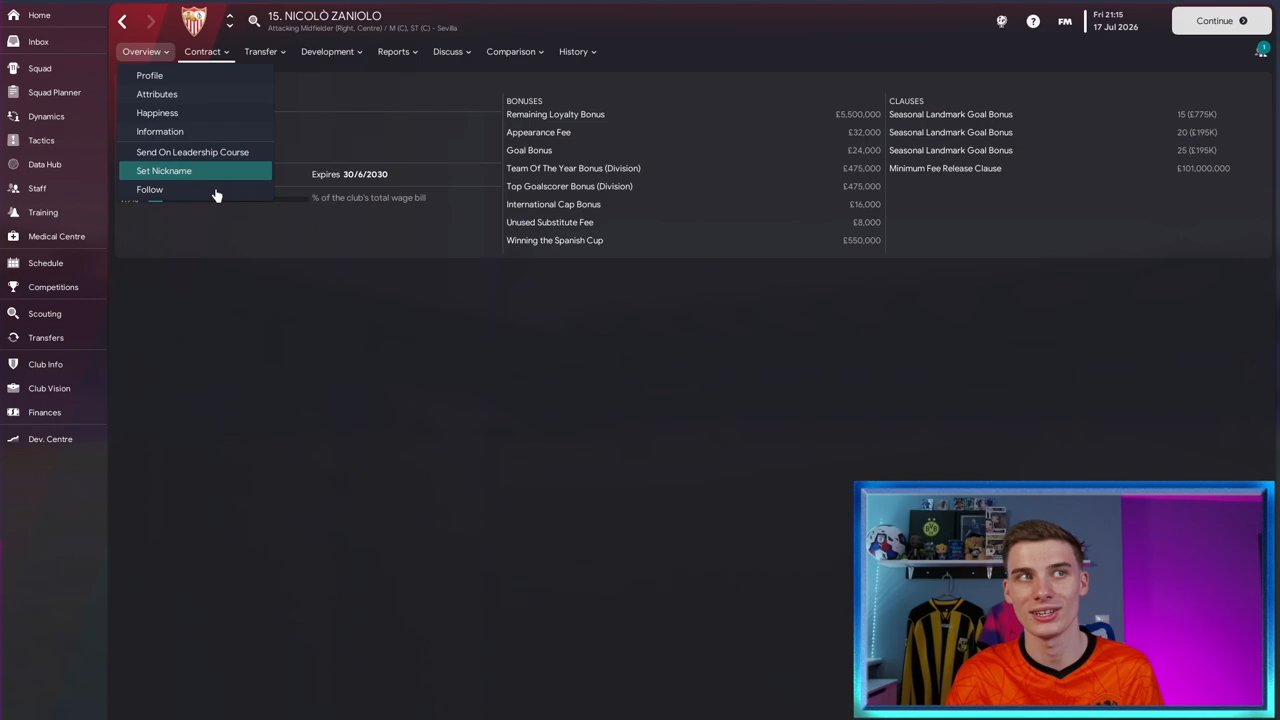 Home
Inbox
Squad
Squad Planner
Dynamics
Tactics
Data Hub
Staff
Training
Medical Centre
Schedule
Competitions
Scouting
Transfers
Club Info
Club Vision
Finances
Dev. Centre
15. NICOLÒ ZANIOLO
Attacking Midfielder (Right, Centre) / M (C), ST (C) - Sevilla
FM
Fri 21:15
17 Jul 2026
Continue
1
Overview Contract Transfer Development Reports Discuss Comparison History
Profile
Attributes
Happiness
Information
Send On Leadership Course
Set Nickname
Follow
Expires 30/6/2030
% of the club's total wage bill
BONUSES
Remaining Loyalty Bonus £5,500,000
Appearance Fee £32,000
Goal Bonus £24,000
Team Of The Year Bonus (Division) £475,000
Top Goalscorer Bonus (Division) £475,000
International Cap Bonus £16,000
Unused Substitute Fee £8,000
Winning the Spanish Cup £550,000
CLAUSES
Seasonal Landmark Goal Bonus 15 (£775K)
Seasonal Landmark Goal Bonus 20 (£195K)
Seasonal Landmark Goal Bonus 25 (£195K)
Minimum Fee Release Clause £101,000,000